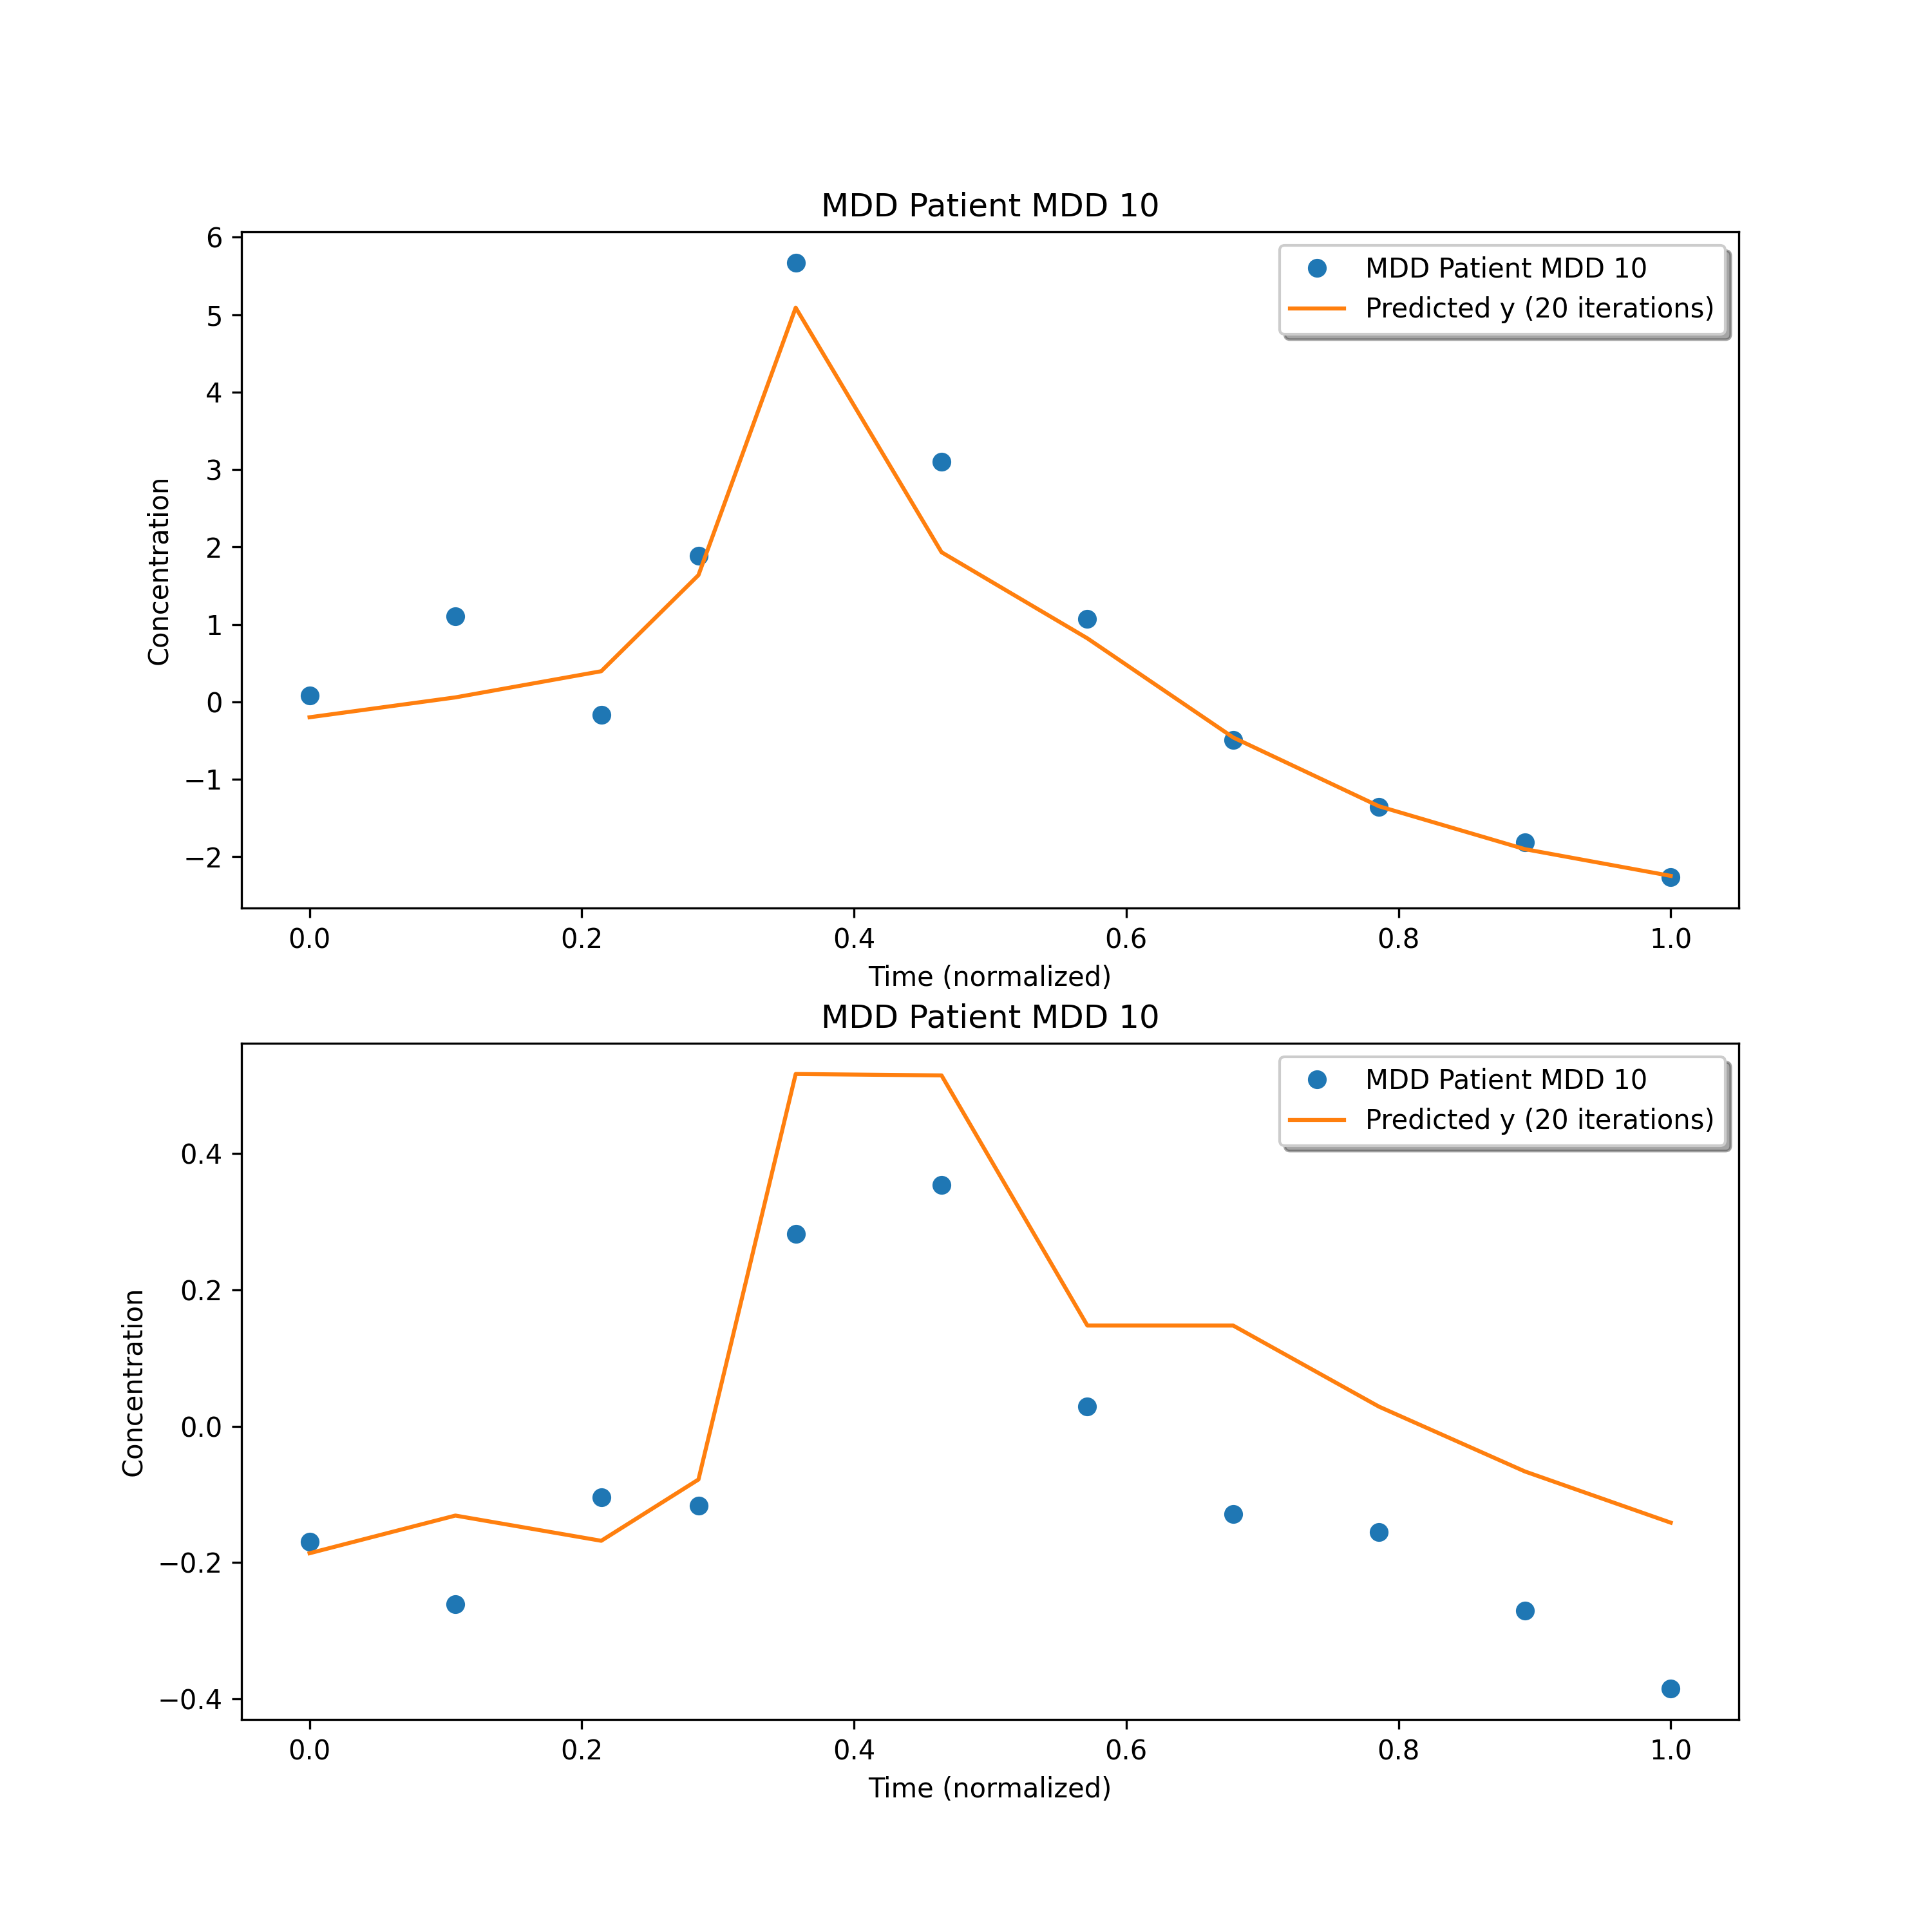 MDD Patient MDD 10
MDD Patient MDD 10
Predicted y (20 iterations)
6
5
4
3
2
1
0
−1
−2
Concentration
0.0 0.2 0.4 0.6 0.8 1.0
Time (normalized)
MDD Patient MDD 10
MDD Patient MDD 10
Predicted y (20 iterations)
0.4
0.2
0.0
−0.2
−0.4
Concentration
0.0 0.2 0.4 0.6 0.8 1.0
Time (normalized)